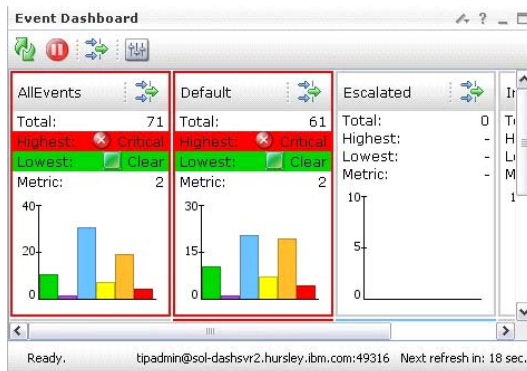 Event Dashboard
AllEvents
Total: 71
Highest: Critical
Lowest: Clear
Metric: 2
40
20
0
Default
Total: 61
Highest: Critical
Lowest: Clear
Metric: 2
30
15
0
Escalated
Total: 0
Highest: -
Lowest: -
Metric: -
10
5
0
Ready. tipadmin@sol-dashsvr2.hursley.ibm.com:49316 Next refresh in: 18 sec.